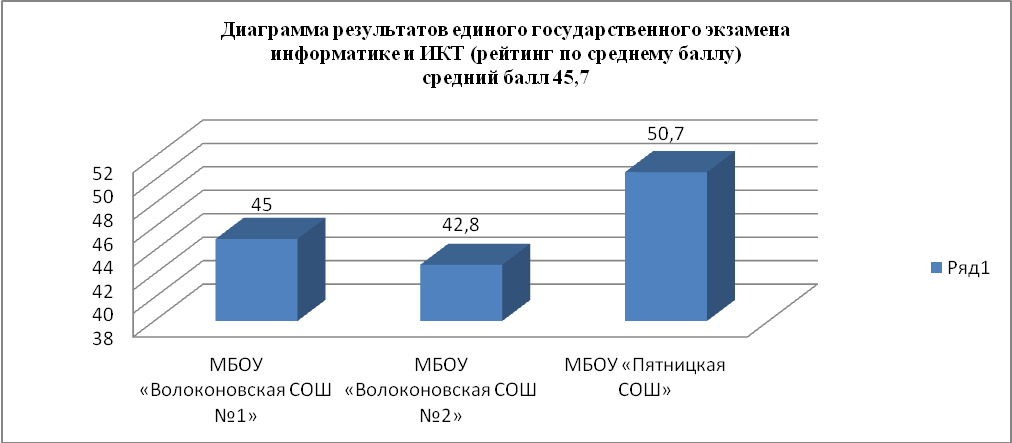 Диаграмма результатов единого государственного экзамена
информатике и ИКТ (рейтинг по среднему баллу)
средний балл 45,7
50,7
45
42,8
52
50
48
46
44
42
40
38
Ряд1
МБОУ
«Волоконовская СОШ
№1»
МБОУ
«Волоконовская СОШ
№2»
МБОУ «Пятницкая
СОШ»